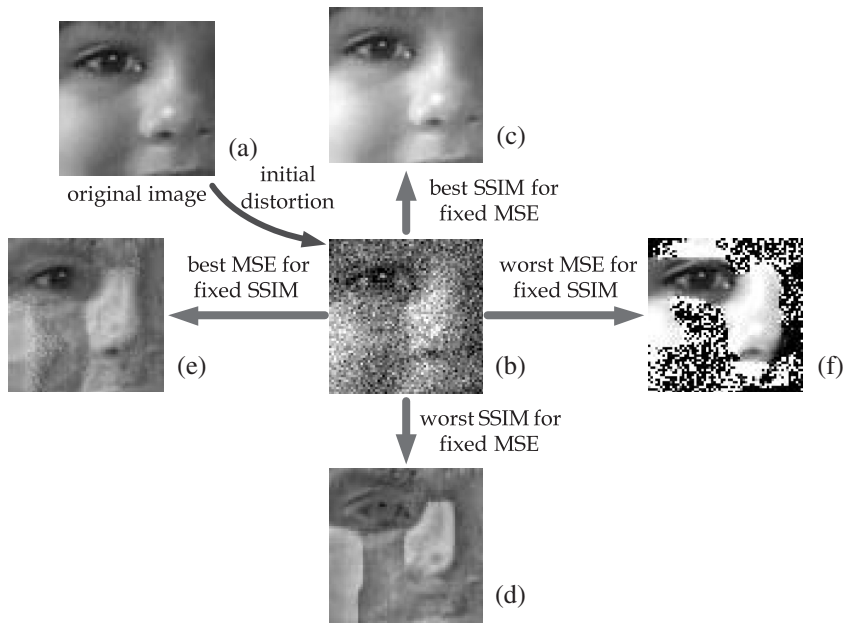 (a)
original image
initial
distortion
(c)
best SSIM for
fixed MSE
best MSE for
fixed SSIM
(e)
(b)
worst MSE for
fixed SSIM
(f)
worst SSIM for
fixed MSE
(d)